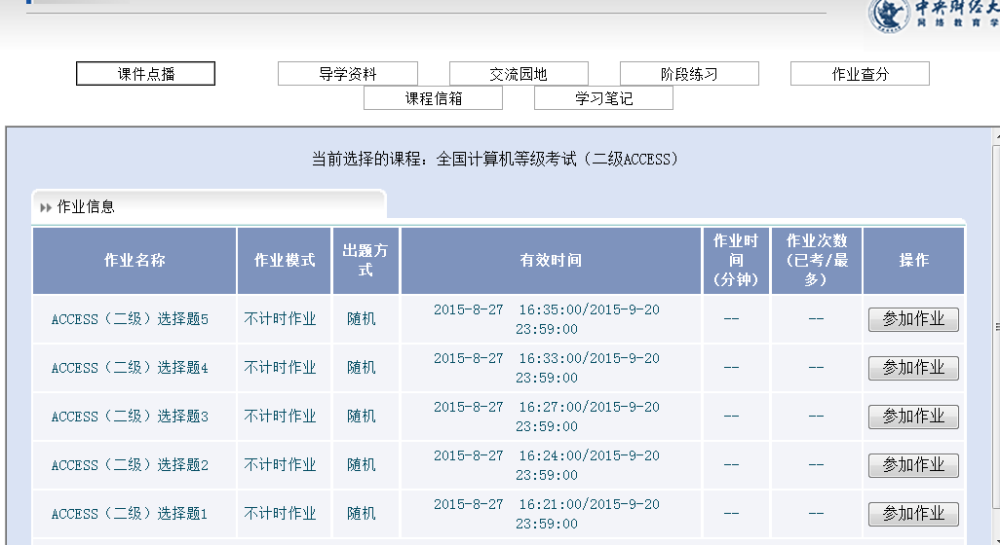 中央财经大
网络教育学
课件点播 导学资料 交流园地 阶段练习 作业查分
课程信箱 学习笔记
当前选择的课程：全国计算机等级考试（二级ACCESS）
作业信息
作业名称 作业模式 出题方式 有效时间 作业时间（分钟） 作业次数（已考/最多） 操作
ACCESS（二级）选择题5 不计时作业 随机 2015-8-27 16:35:00/2015-9-20 23:59:00 -- -- 参加作业
ACCESS（二级）选择题4 不计时作业 随机 2015-8-27 16:33:00/2015-9-20 23:59:00 -- -- 参加作业
ACCESS（二级）选择题3 不计时作业 随机 2015-8-27 16:27:00/2015-9-20 23:59:00 -- -- 参加作业
ACCESS（二级）选择题2 不计时作业 随机 2015-8-27 16:24:00/2015-9-20 23:59:00 -- -- 参加作业
ACCESS（二级）选择题1 不计时作业 随机 2015-8-27 16:21:00/2015-9-20 23:59:00 -- -- 参加作业